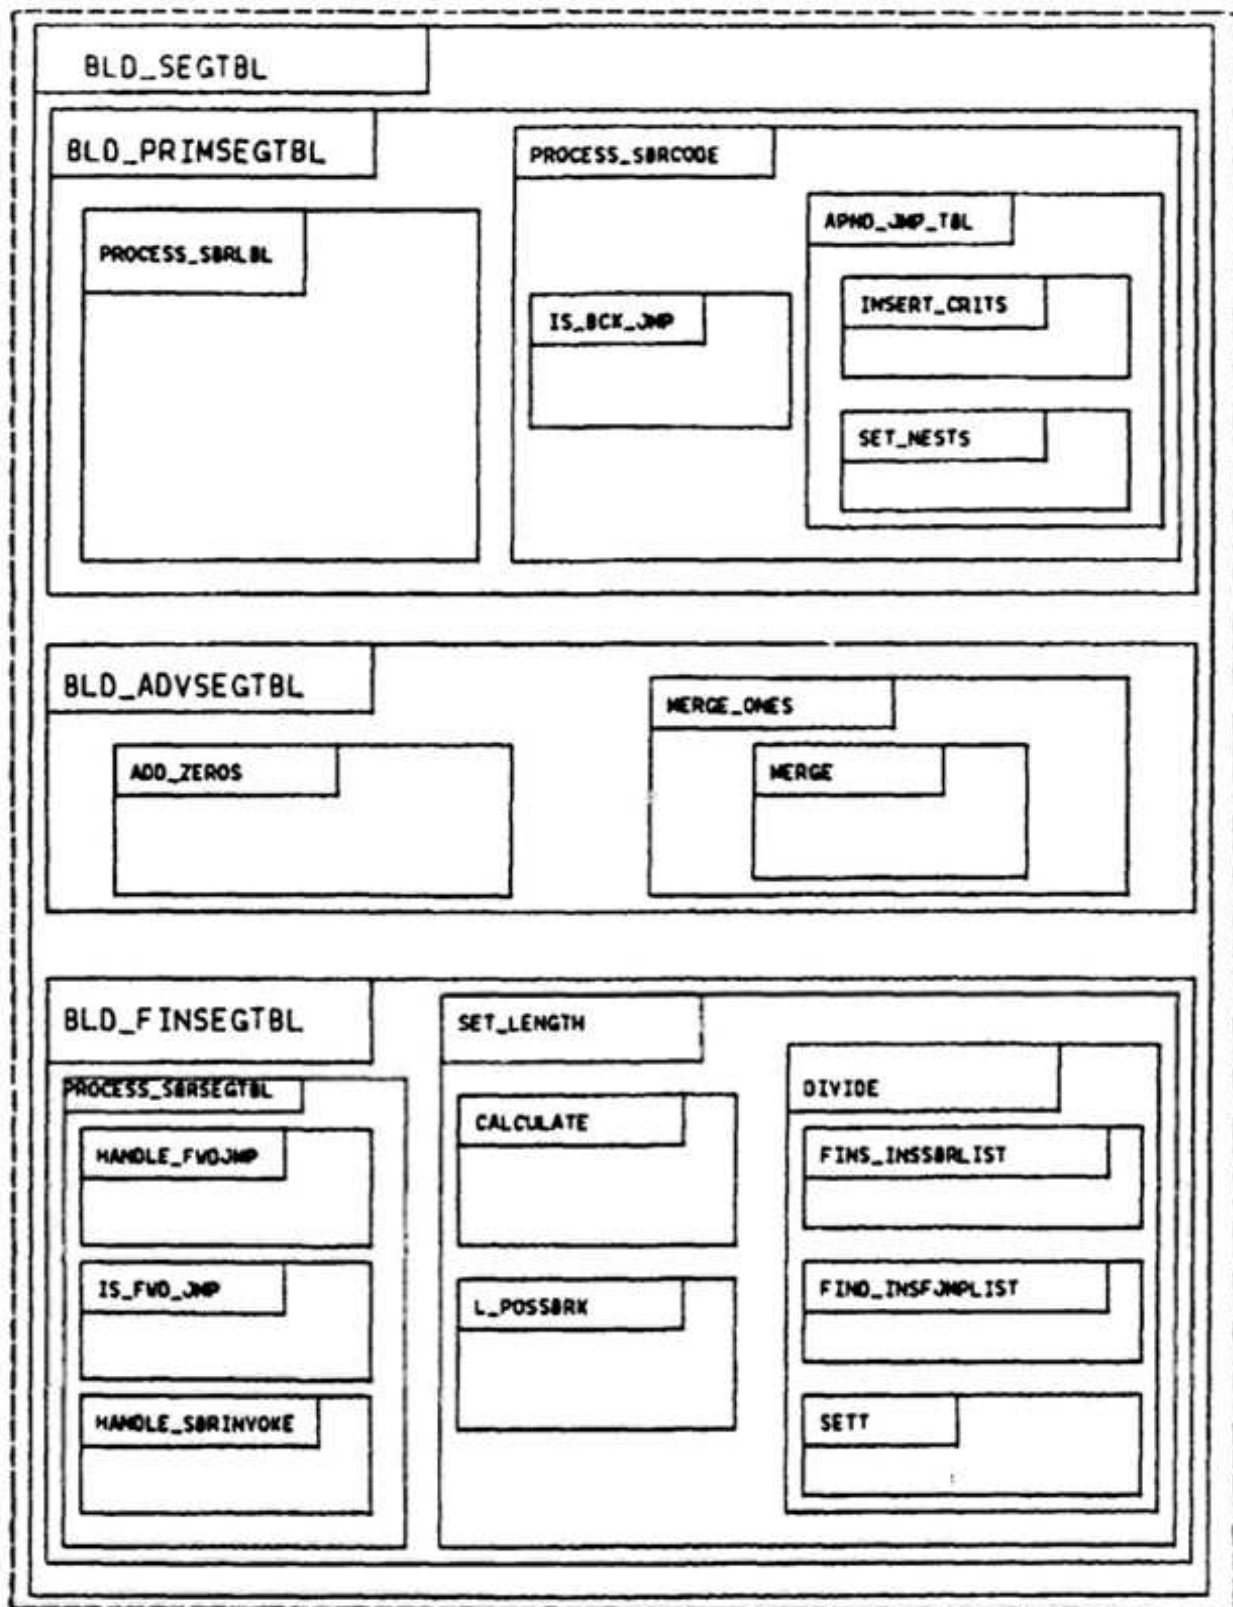 BLD_SEGTBL
BLD_PRIMSEGTBL
PROCESS_SBRLBL
PROCESS_SBRCODE
IS_BCK_JMP
APND_JMP_TBL
INSERT_CRITS
SET_NESTS
BLD_ADVSEGTBL
ADD_ZEROS
MERGE_ONES
MERGE
BLD_FINSEGTBL
PROCESS_SBRSEGTBL
HANDLE_FWDJMP
IS_FWD_JMP
HANDLE_SBRINVOKE
SET_LENGTH
CALCULATE
L_POSSBRK
DIVIDE
FINS_INSSBRLIST
FIND_INSFJMPLIST
SETT